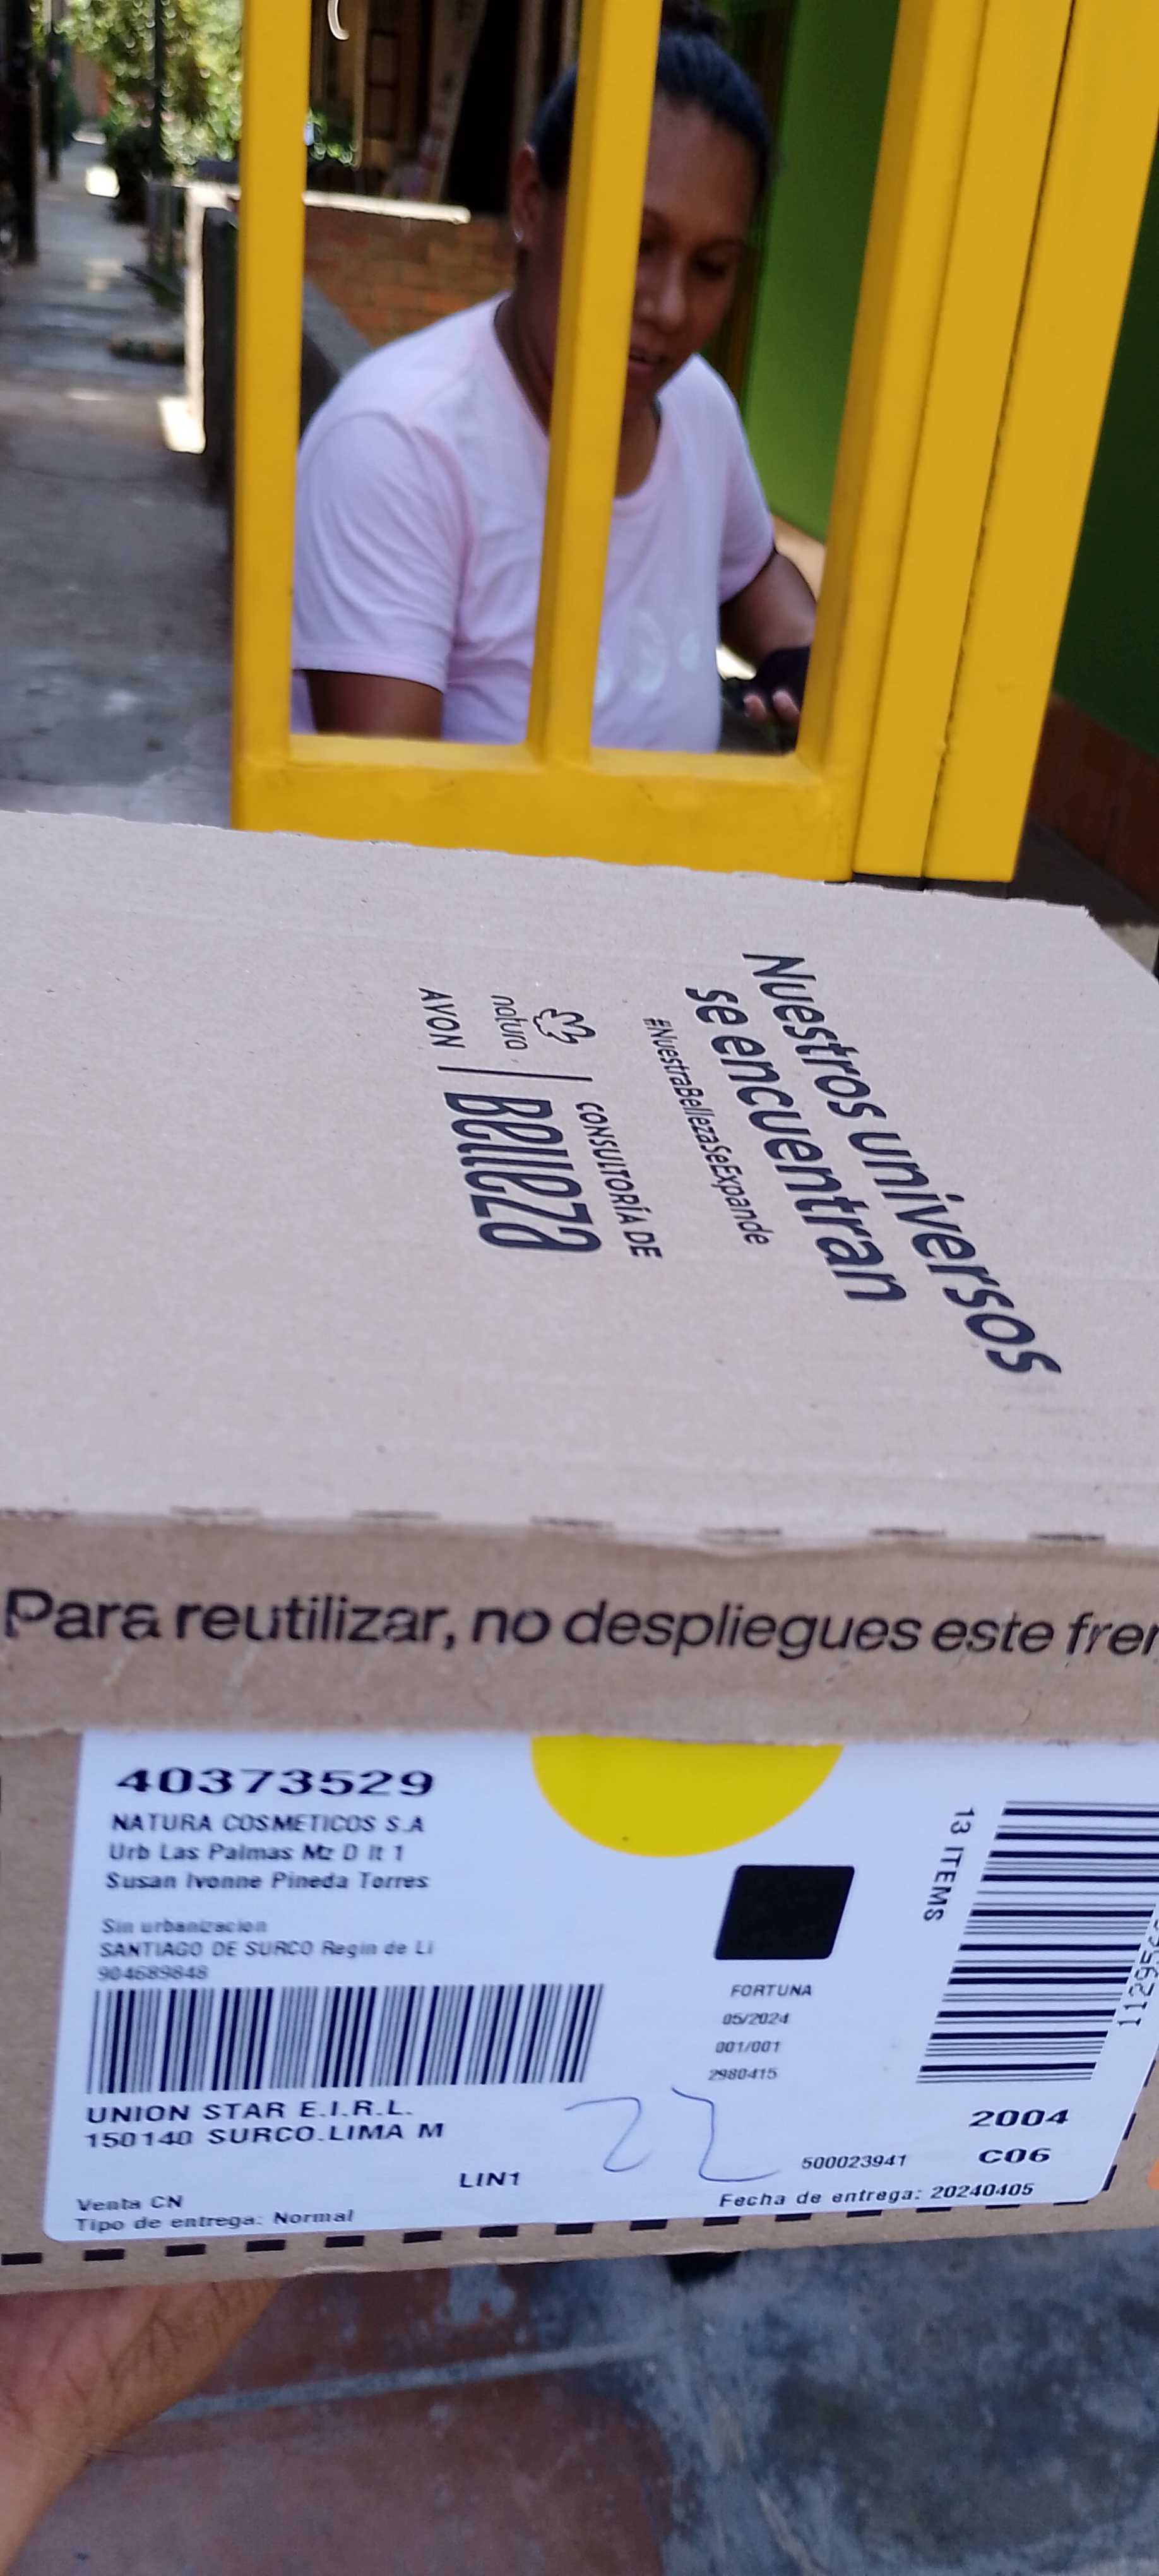 Nuestros universos
se encuentran
#NuestraBellezaSeExpande
natura
AVON
CONSULTORÍA DE
Belleza
Para reutilizar, no despliegues este
40373529
NATURA COSMETICOS S.A
Urb Las Palmas Mz D lt 1
Susan Ivonne Pineda Torres
Sin urbanizacion
SANTIAGO DE SURCO Regin de Li
904689848
UNION STAR E.I.R.L.
150140 SURCO-LIMA M
LIN1
Venta CN
Tipo de entrega: Normal
FORTUNA
05/2024
001/001
2980415
22
500023941
Fecha de entrega: 20240405
13 ITEMS
2004
C06